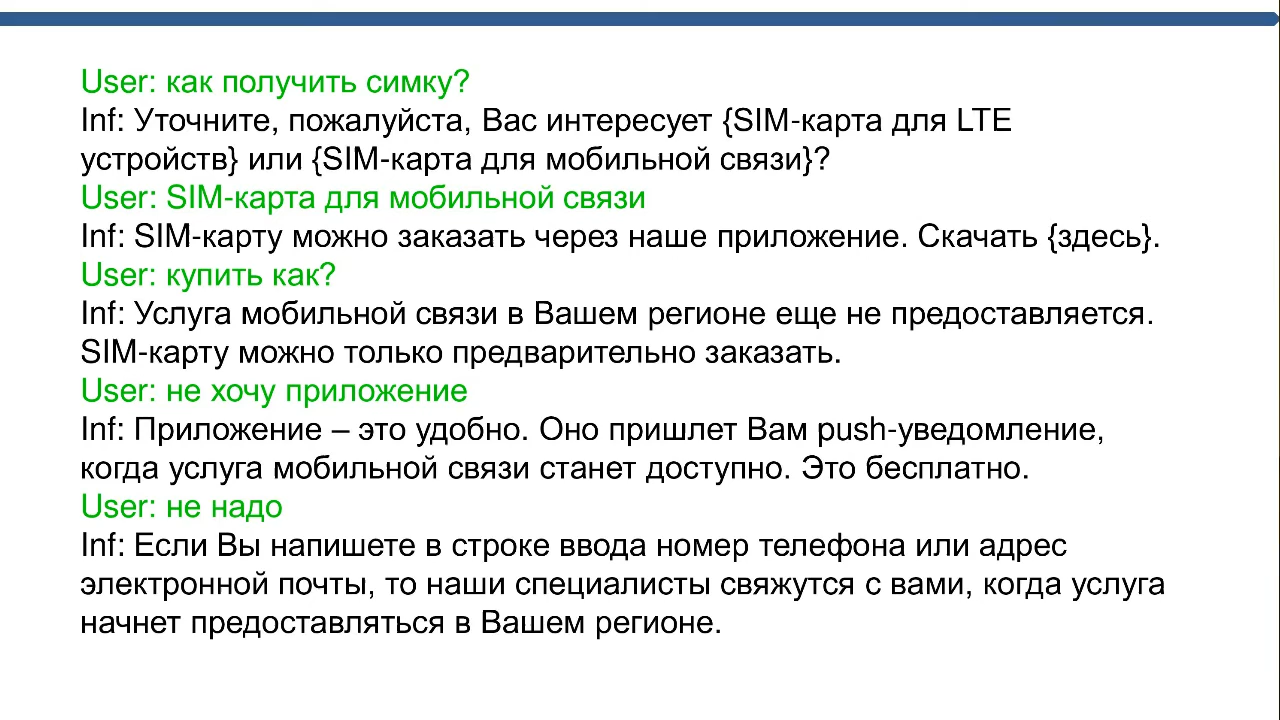 User: как получить симку?
Inf: Уточните, пожалуйста, Вас интересует {SIM-карта для LTE
устройств} или {SIM-карта для мобильной связи}?
User: SIM-карта для мобильной связи
Inf: SIM-карту можно заказать через наше приложение. Скачать {здесь}.
User: купить как?
Inf: Услуга мобильной связи в Вашем регионе еще не предоставляется.
SIM-карту можно только предварительно заказать.
User: не хочу приложение
Inf: Приложение – это удобно. Оно пришлет Вам push-уведомление,
когда услуга мобильной связи станет доступно. Это бесплатно.
User: не надо
Inf: Если Вы напишете в строке ввода номер телефона или адрес
электронной почты, то наши специалисты свяжутся с вами, когда услуга
начнет предоставляться в Вашем регионе.